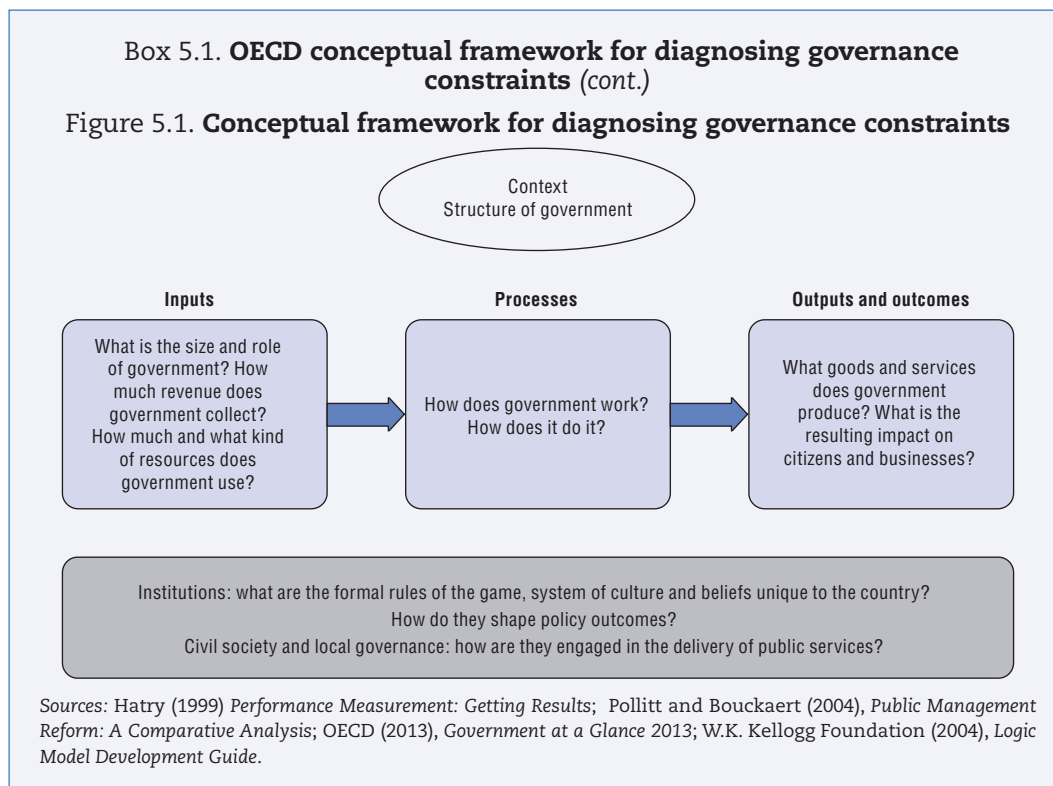 Box 5.1. OECD conceptual framework for diagnosing governance
constraints (cont.)
Figure 5.1. Conceptual framework for diagnosing governance constraints
Context
Structure of government
Inputs
What is the size and role
of government? How
much revenue does
government collect?
How much and what kind
of resources does
government use?
Processes
How does government work?
How does it do it?
Outputs and outcomes
What goods and services
does government
produce? What is the
resulting impact on
citizens and businesses?
Institutions: what are the formal rules of the game, system of culture and beliefs unique to the country?
How do they shape policy outcomes?
Civil society and local governance: how are they engaged in the delivery of public services?
Sources: Hatry (1999) Performance Measurement: Getting Results; Pollitt and Bouckaert (2004), Public Management
Reform: A Comparative Analysis; OECD (2013), Government at a Glance 2013; W.K. Kellogg Foundation (2004), Logic
Model Development Guide.